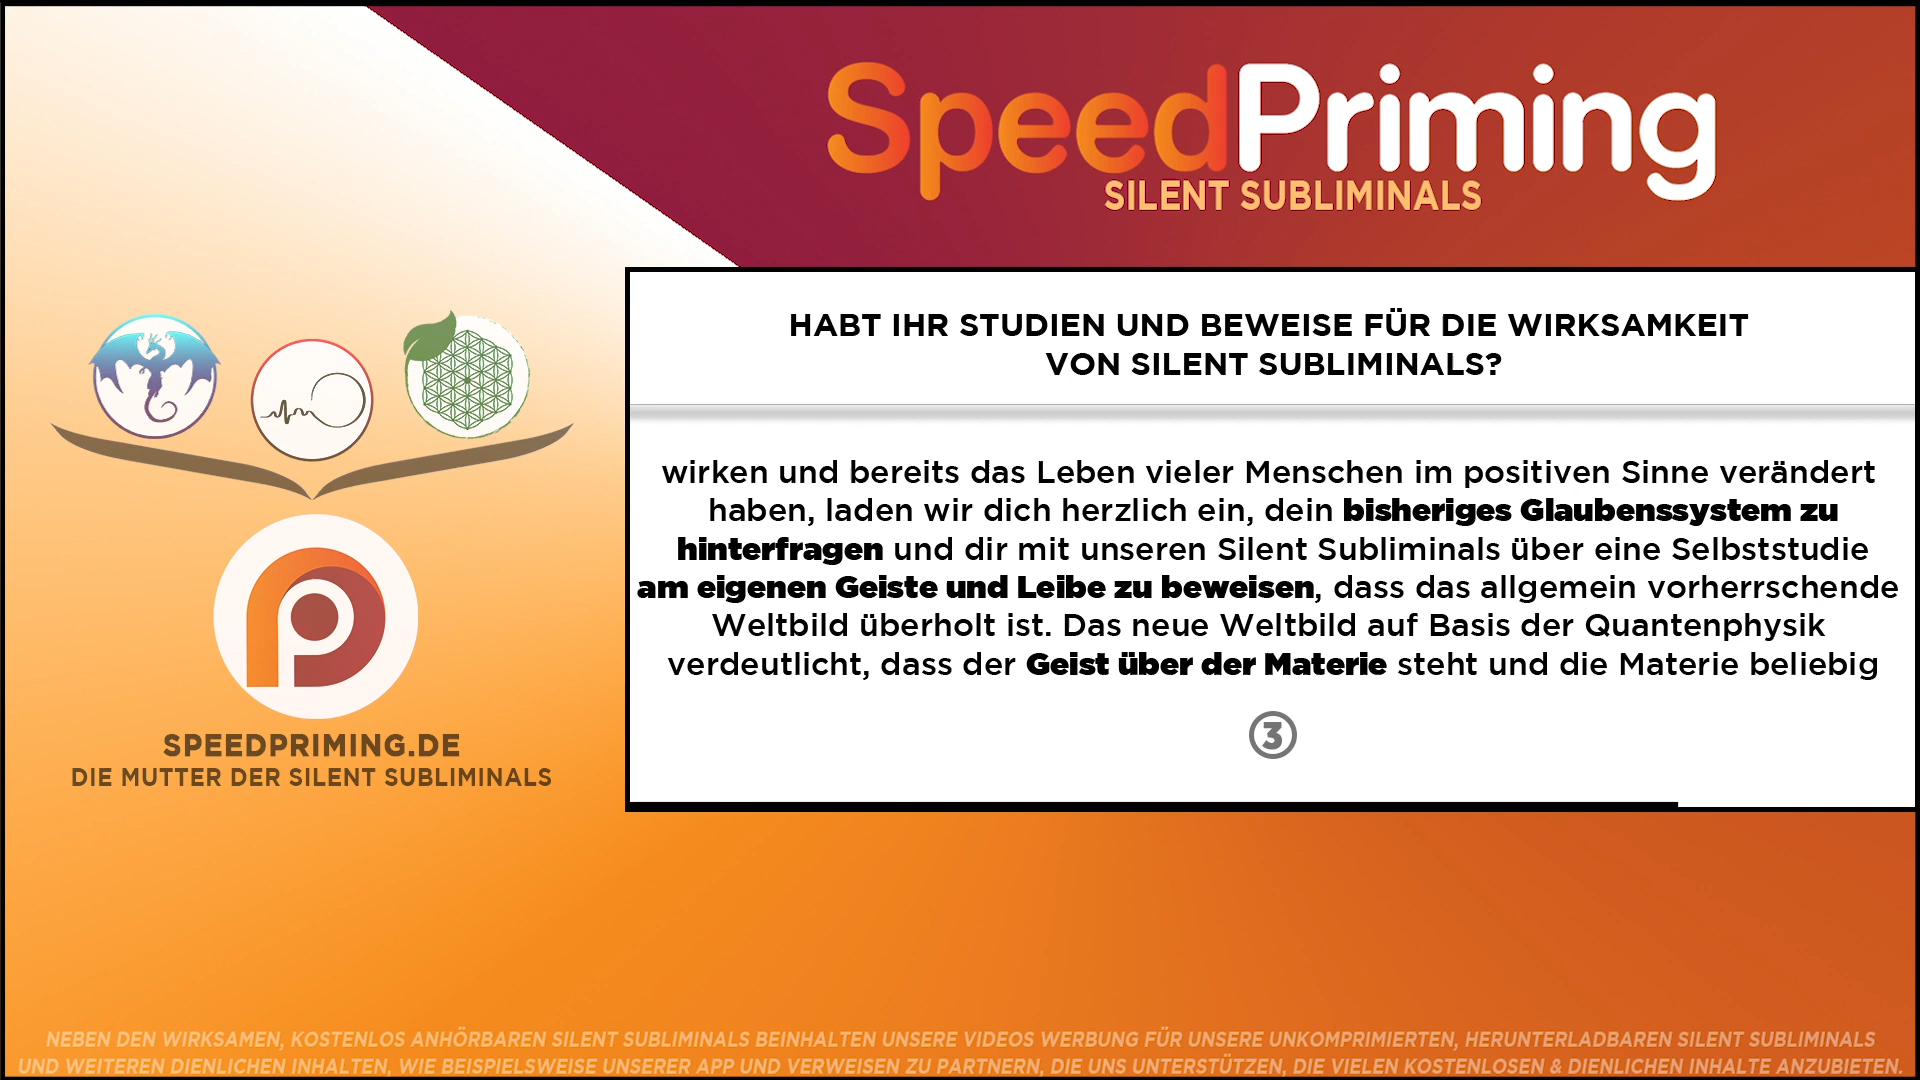 SpeedPriming
SILENT SUBLIMINALS
HABT IHR STUDIEN UND BEWEISE FÜR DIE WIRKSAMKEIT
VON SILENT SUBLIMINALS?
wirken und bereits das Leben vieler Menschen im positiven Sinne verändert
haben, laden wir dich herzlich ein, dein bisheriges Glaubenssystem zu
hinterfragen und dir mit unseren Silent Subliminals über eine Selbststudie
am eigenen Geiste und Leibe zu beweisen, dass das allgemein vorherrschende
Weltbild überholt ist. Das neue Weltbild auf Basis der Quantenphysik
verdeutlicht, dass der Geist über der Materie steht und die Materie beliebig
3
SPEEDPRIMING.DE
DIE MUTTER DER SILENT SUBLIMINALS
NEBEN DEN WIRKSAMEN, KOSTENLOS ANHÖRBAREN SILENT SUBLIMINALS BEINHALTEN UNSERE VIDEOS WERBUNG FÜR UNSERE UNKOMPRIMIERTEN, HERUNTERLADBAREN SILENT SUBLIMINALS
UND WEITEREN DIENLICHEN INHALTEN, WIE BEISPIELSWEISE UNSERER APP UND VERWEISEN ZU PARTNERN, DIE UNS UNTERSTÜTZEN, DIE VIELEN KOSTENLOSEN & DIENLICHEN INHALTE ANZUBIETEN.